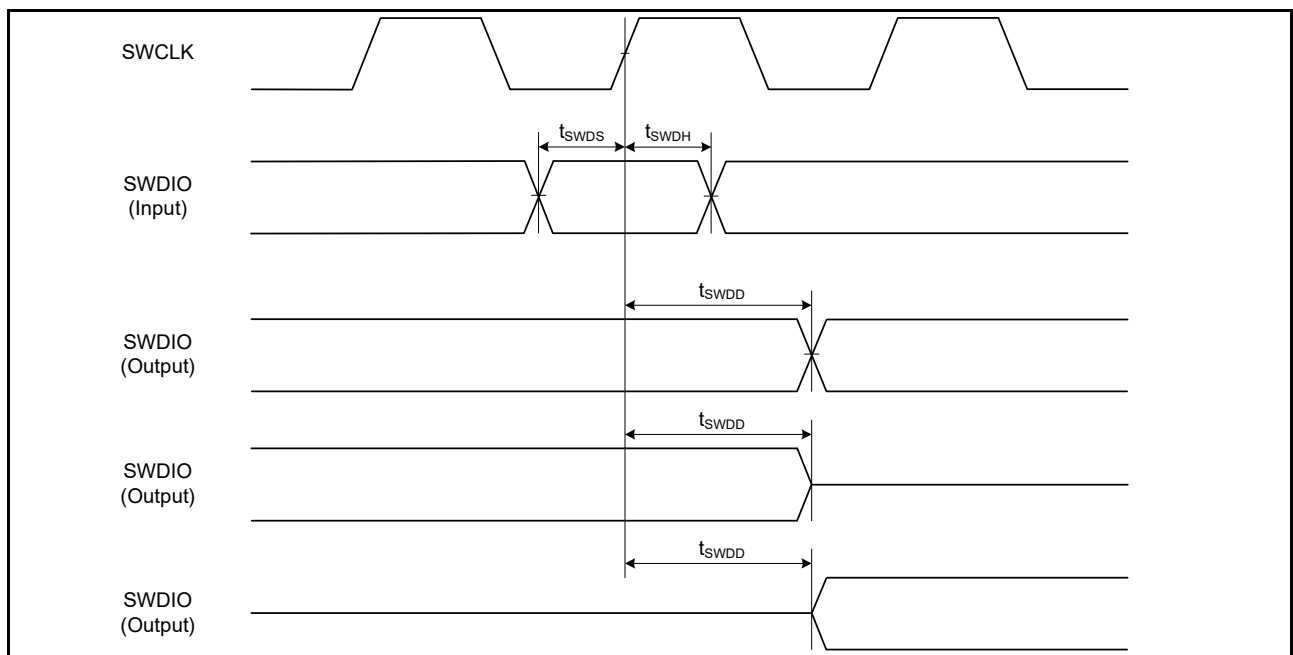 SWCLK
tSWDS
tSWDH
SWDIO
(Input)
tSWDD
SWDIO
(Output)
tSWDD
SWDIO
(Output)
tSWDD
SWDIO
(Output)